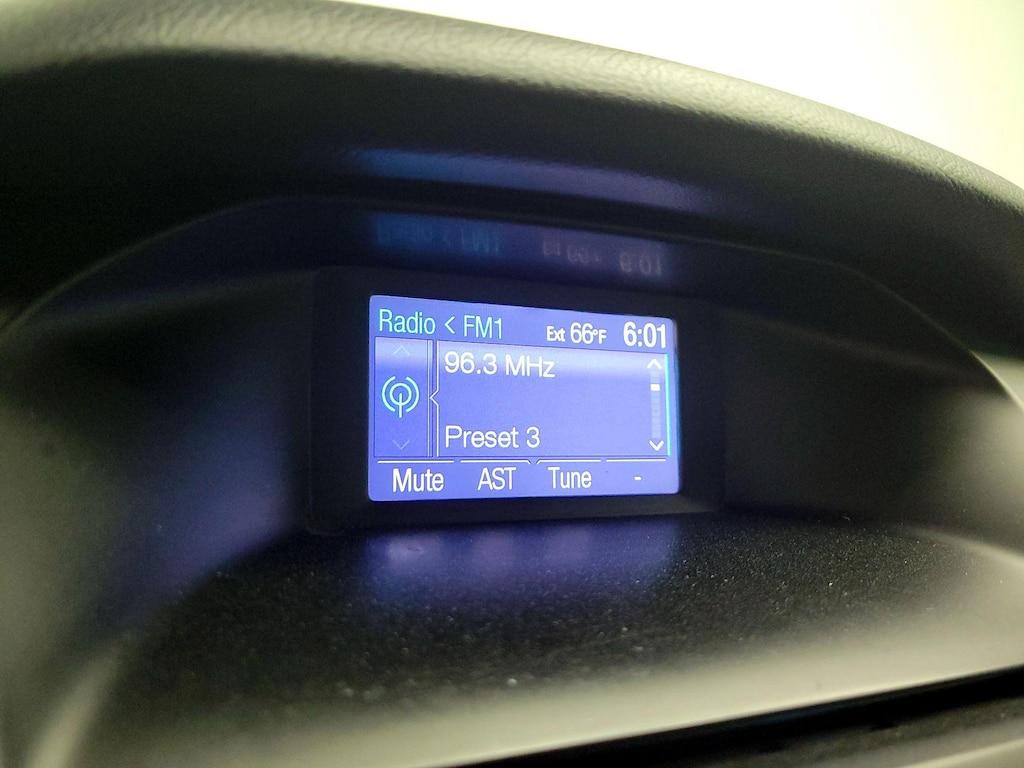 Radio < FM1 Ext 66°F 6:01
96.3 MHz
Preset 3
Mute AST Tune -